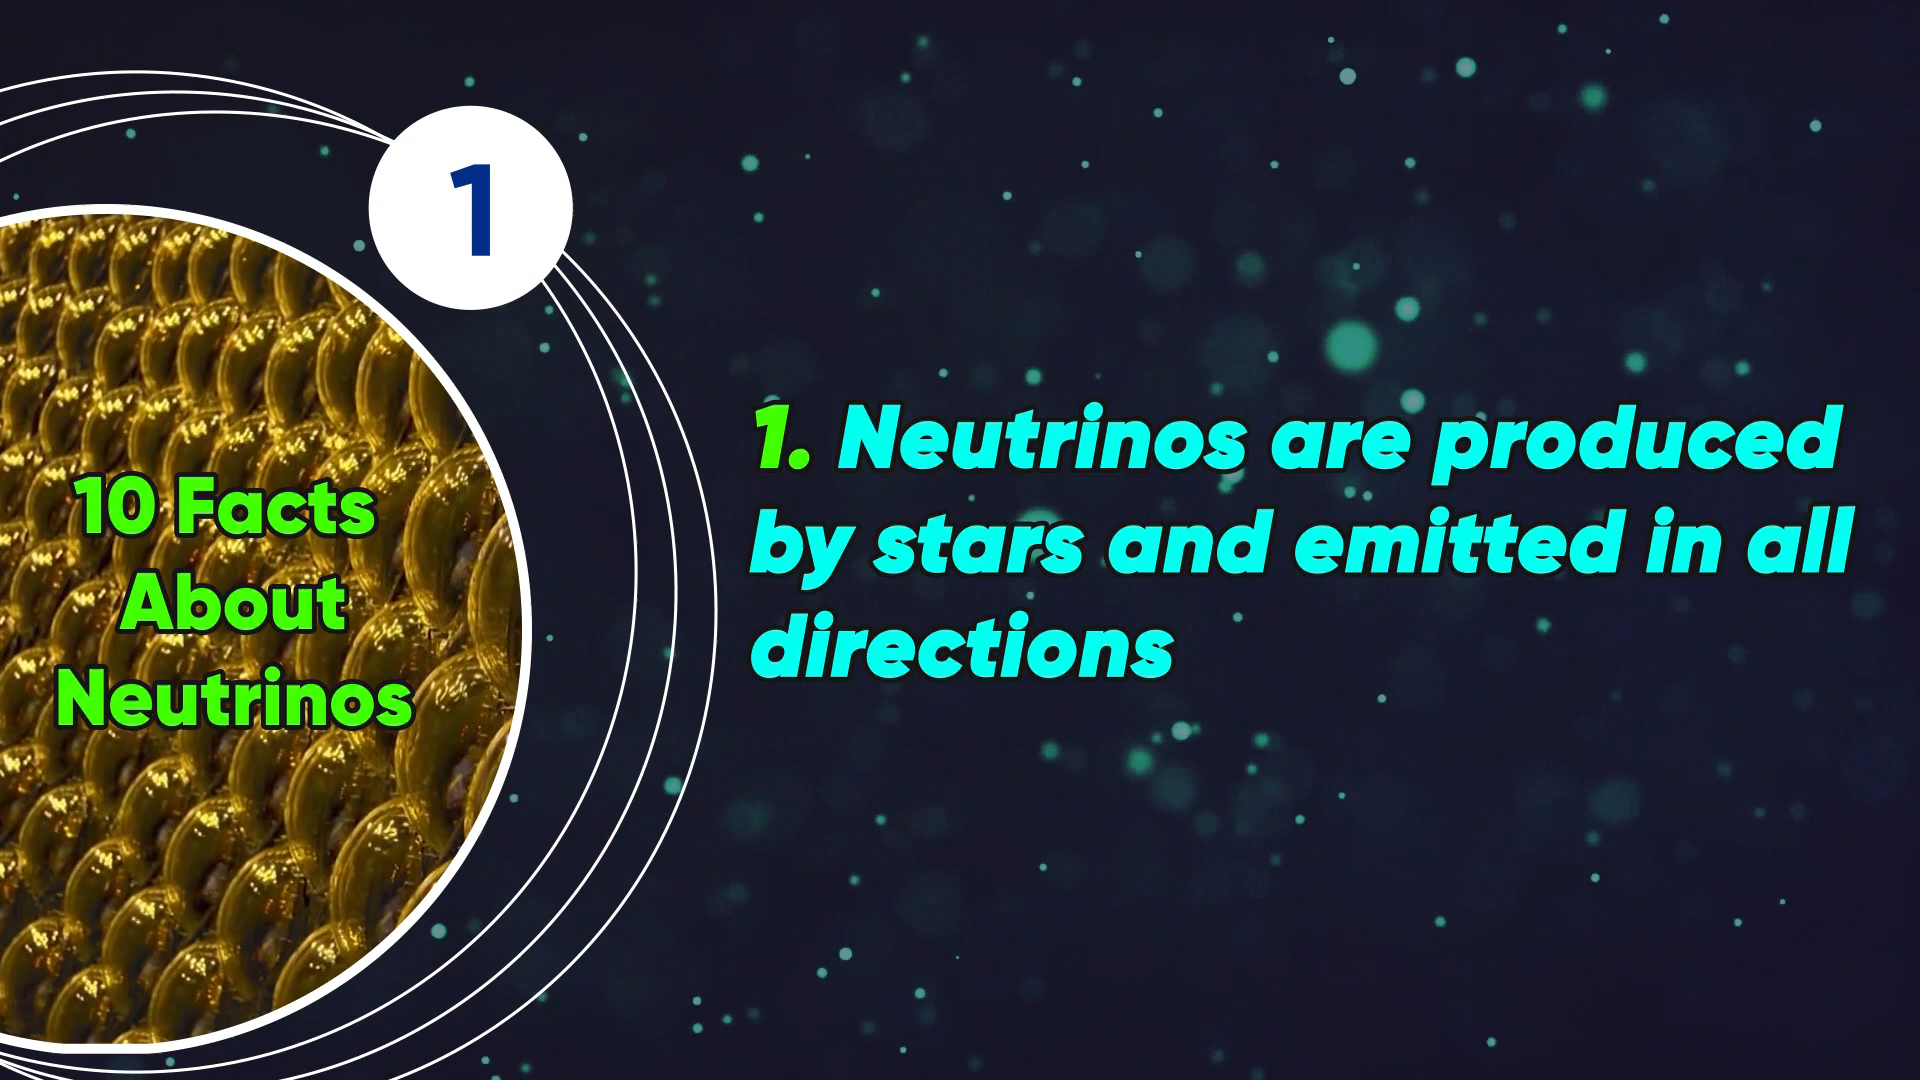 1
10 Facts
About
Neutrinos
1. Neutrinos are produced
by stars and emitted in all
directions